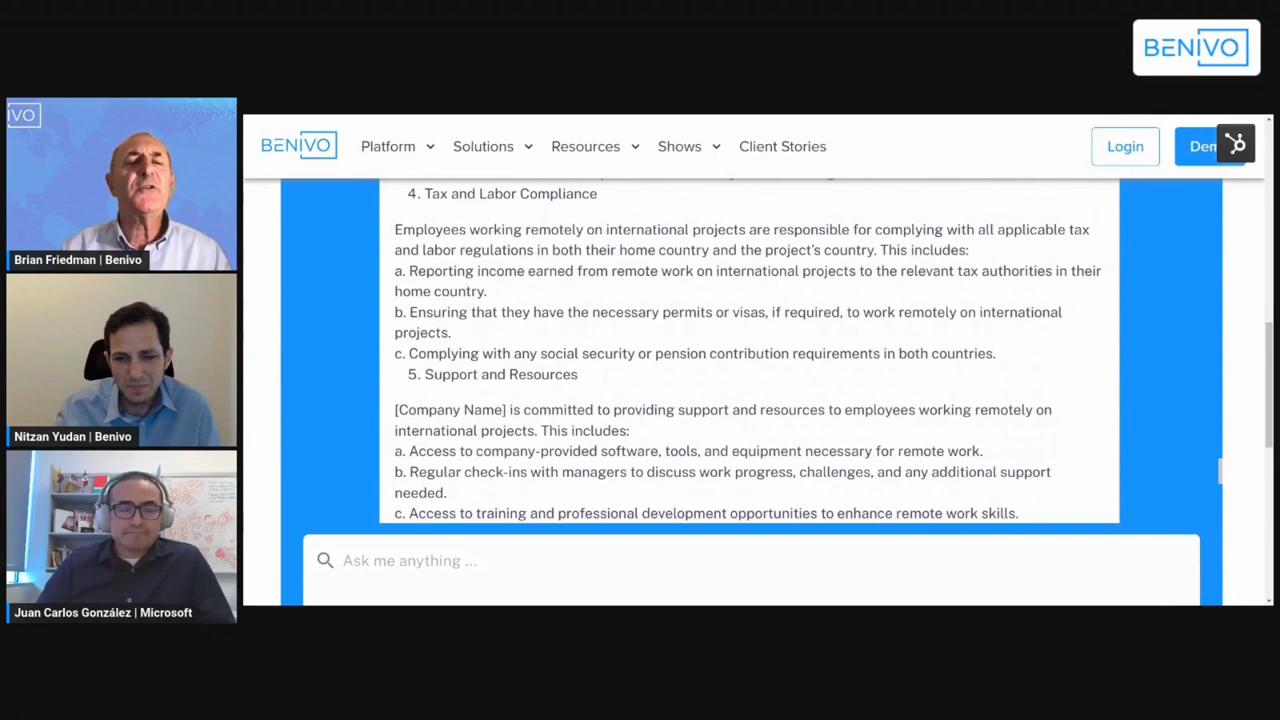 BENIVO
IVO
Brian Friedman | Benivo
Nitzan Yudan | Benivo
Juan Carlos González | Microsoft
BENIVO
Platform
Solutions
Resources
Shows
Client Stories
Login
Dem
4. Tax and Labor Compliance
Employees working remotely on international projects are responsible for complying with all applicable tax
and labor regulations in both their home country and the project's country. This includes:
a. Reporting income earned from remote work on international projects to the relevant tax authorities in their
home country.
b. Ensuring that they have the necessary permits or visas, if required, to work remotely on international
projects.
c. Complying with any social security or pension contribution requirements in both countries.
5. Support and Resources
[Company Name] is committed to providing support and resources to employees working remotely on
international projects. This includes:
a. Access to company-provided software, tools, and equipment necessary for remote work.
b. Regular check-ins with managers to discuss work progress, challenges, and any additional support
needed.
c. Access to training and professional development opportunities to enhance remote work skills.
Ask me anything ...